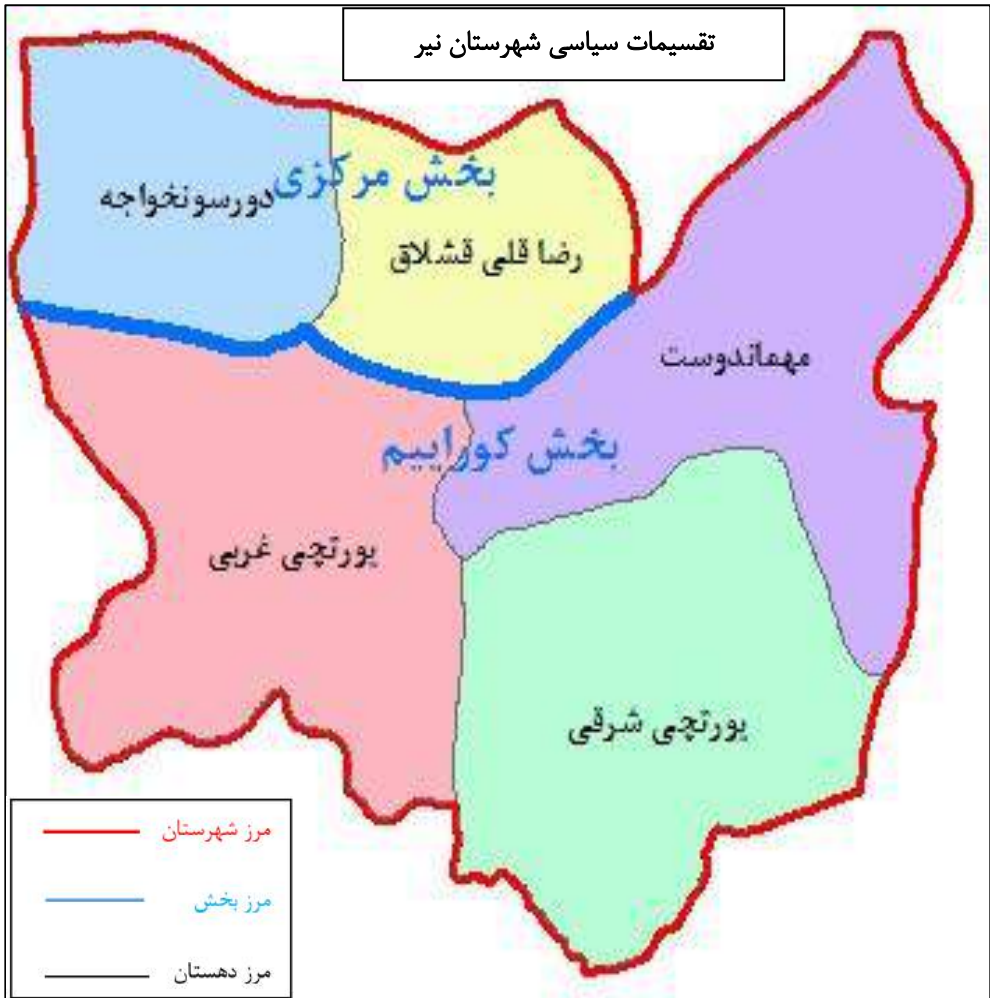 تقسیمات سیاسی شهرستان نیر
بخش مرکزی
دورسونخواجه
رضا قلی قشلاق
مهماندوست
بخش کوراییم
یورتچی غربی
یورتچی شرقی
مرز شهرستان
مرز بخش
مرز دهستان